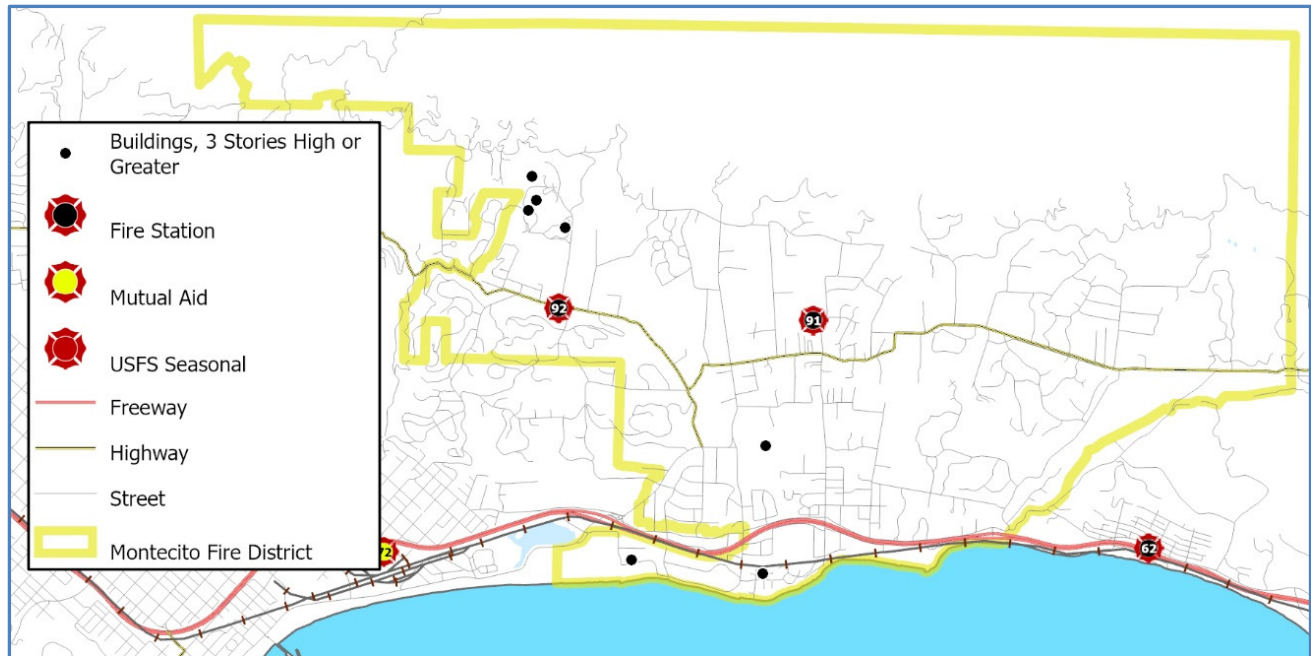 Buildings, 3 Stories High or
Greater
Fire Station
Mutual Aid
USFS Seasonal
Freeway
Highway
Street
Montecito Fire District
92
91
72
62